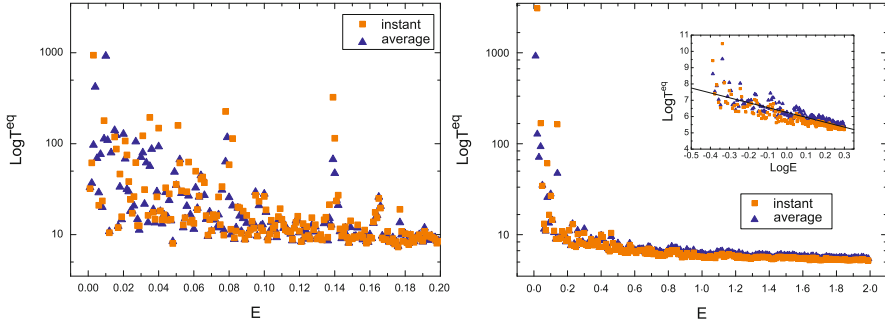 instant
average
1000
100
10
LogT^eq
0.00 0.02 0.04 0.06 0.08 0.10 0.12 0.14 0.16 0.18 0.20
E
1000
100
10
LogT^eq
11
10
9
8
7
6
5
4
LogT^eq
-0.5 -0.4 -0.3 -0.2 -0.1 0.0 0.1 0.2 0.3
LogE
instant
average
0.0 0.2 0.4 0.6 0.8 1.0 1.2 1.4 1.6 1.8 2.0
E